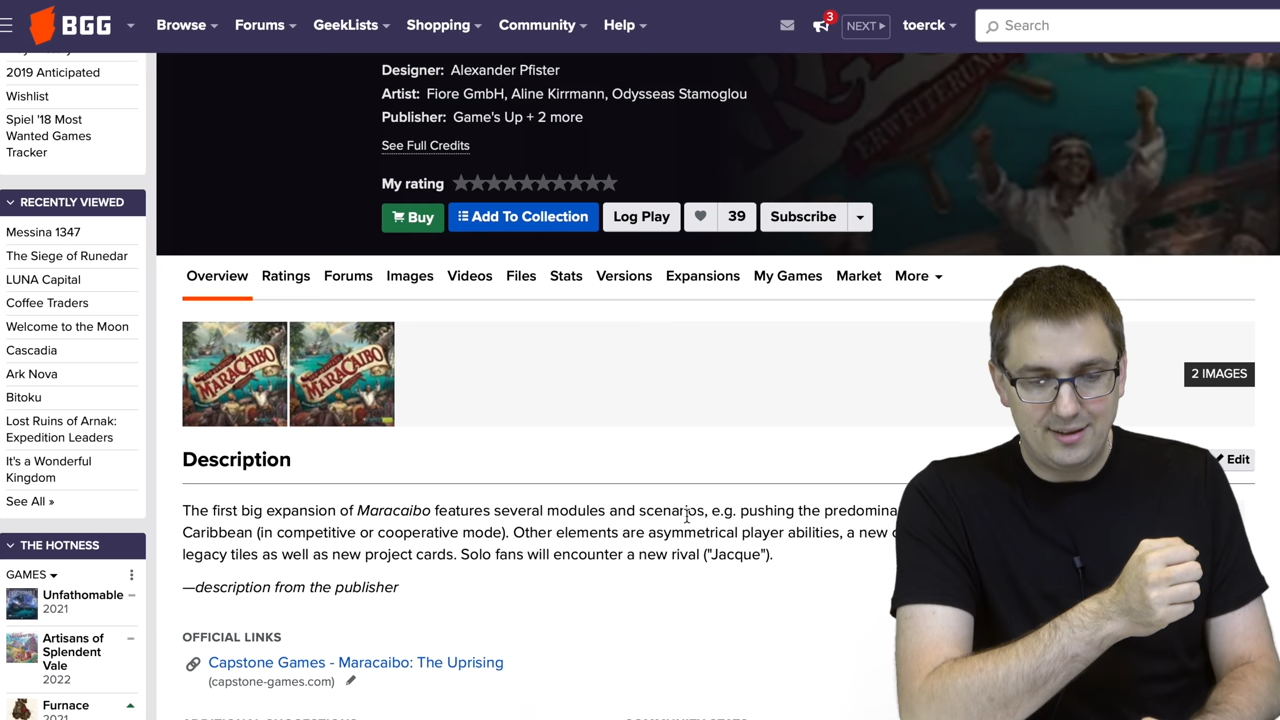 BGG
Browse Forums GeekLists Shopping Community Help
3
NEXT
toerck
Search
2019 Anticipated
Wishlist
Spiel '18 Most
Wanted Games
Tracker
RECENTLY VIEWED
Messina 1347
The Siege of Runedar
LUNA Capital
Coffee Traders
Welcome to the Moon
Cascadia
Ark Nova
Bitoku
Lost Ruins of Arnak:
Expedition Leaders
It's a Wonderful
Kingdom
See All »
THE HOTNESS
GAMES
Unfathomable
2021
Artisans of
Splendent
Vale
2022
Furnace
2021
Designer: Alexander Pfister
Artist: Fiore GmbH, Aline Kirrmann, Odysseas Stamoglou
Publisher: Game's Up + 2 more
See Full Credits
My rating
Buy
Add To Collection
Log Play
39
Subscribe
ERWEITERUNG
Overview Ratings Forums Images Videos Files Stats Versions Expansions My Games Market More
MARACAIBO
MARACAIBO
2 IMAGES
Description
Edit
The first big expansion of Maracaibo features several modules and scenarios, e.g. pushing the
Caribbean (in competitive or cooperative mode). Other elements are asymmetrical player abilities, a new
legacy tiles as well as new project cards. Solo fans will encounter a new rival ("Jacque").
—description from the publisher
OFFICIAL LINKS
Capstone Games - Maracaibo: The Uprising
(capstone-games.com)